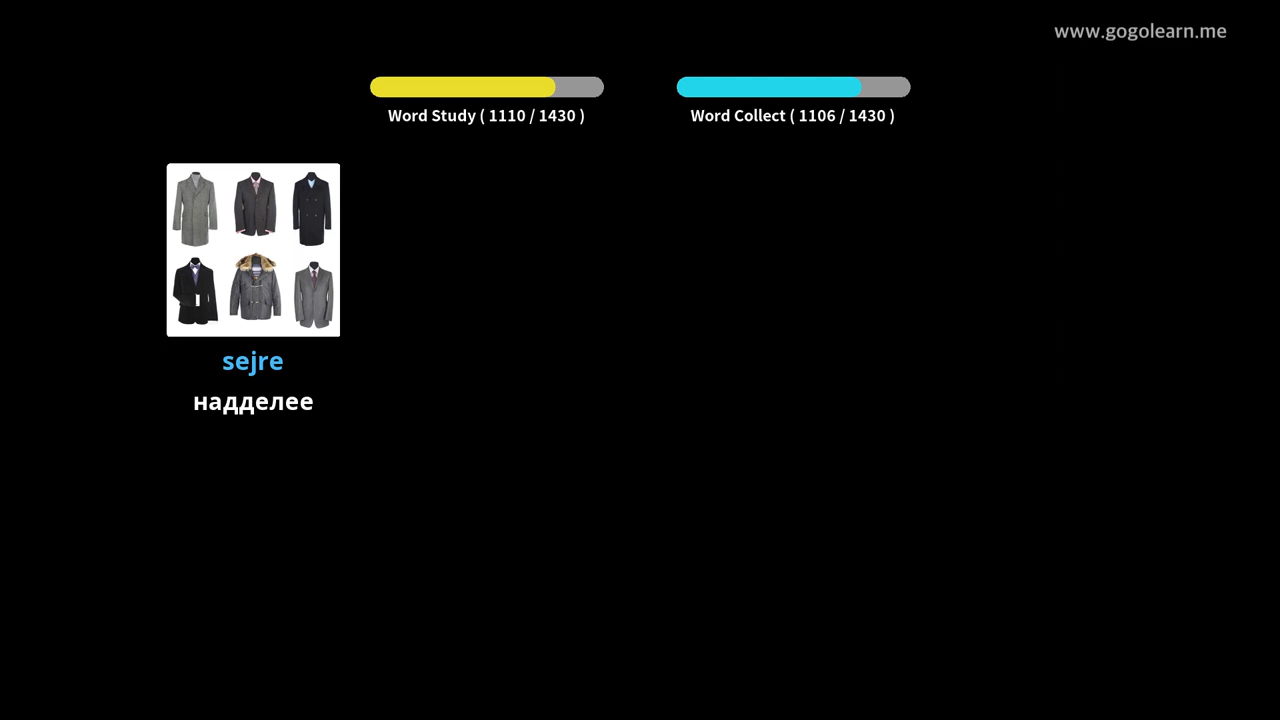 www.gogolearn.me
Word Study ( 1110 / 1430 )
Word Collect ( 1106 / 1430 )
sejre
надделее